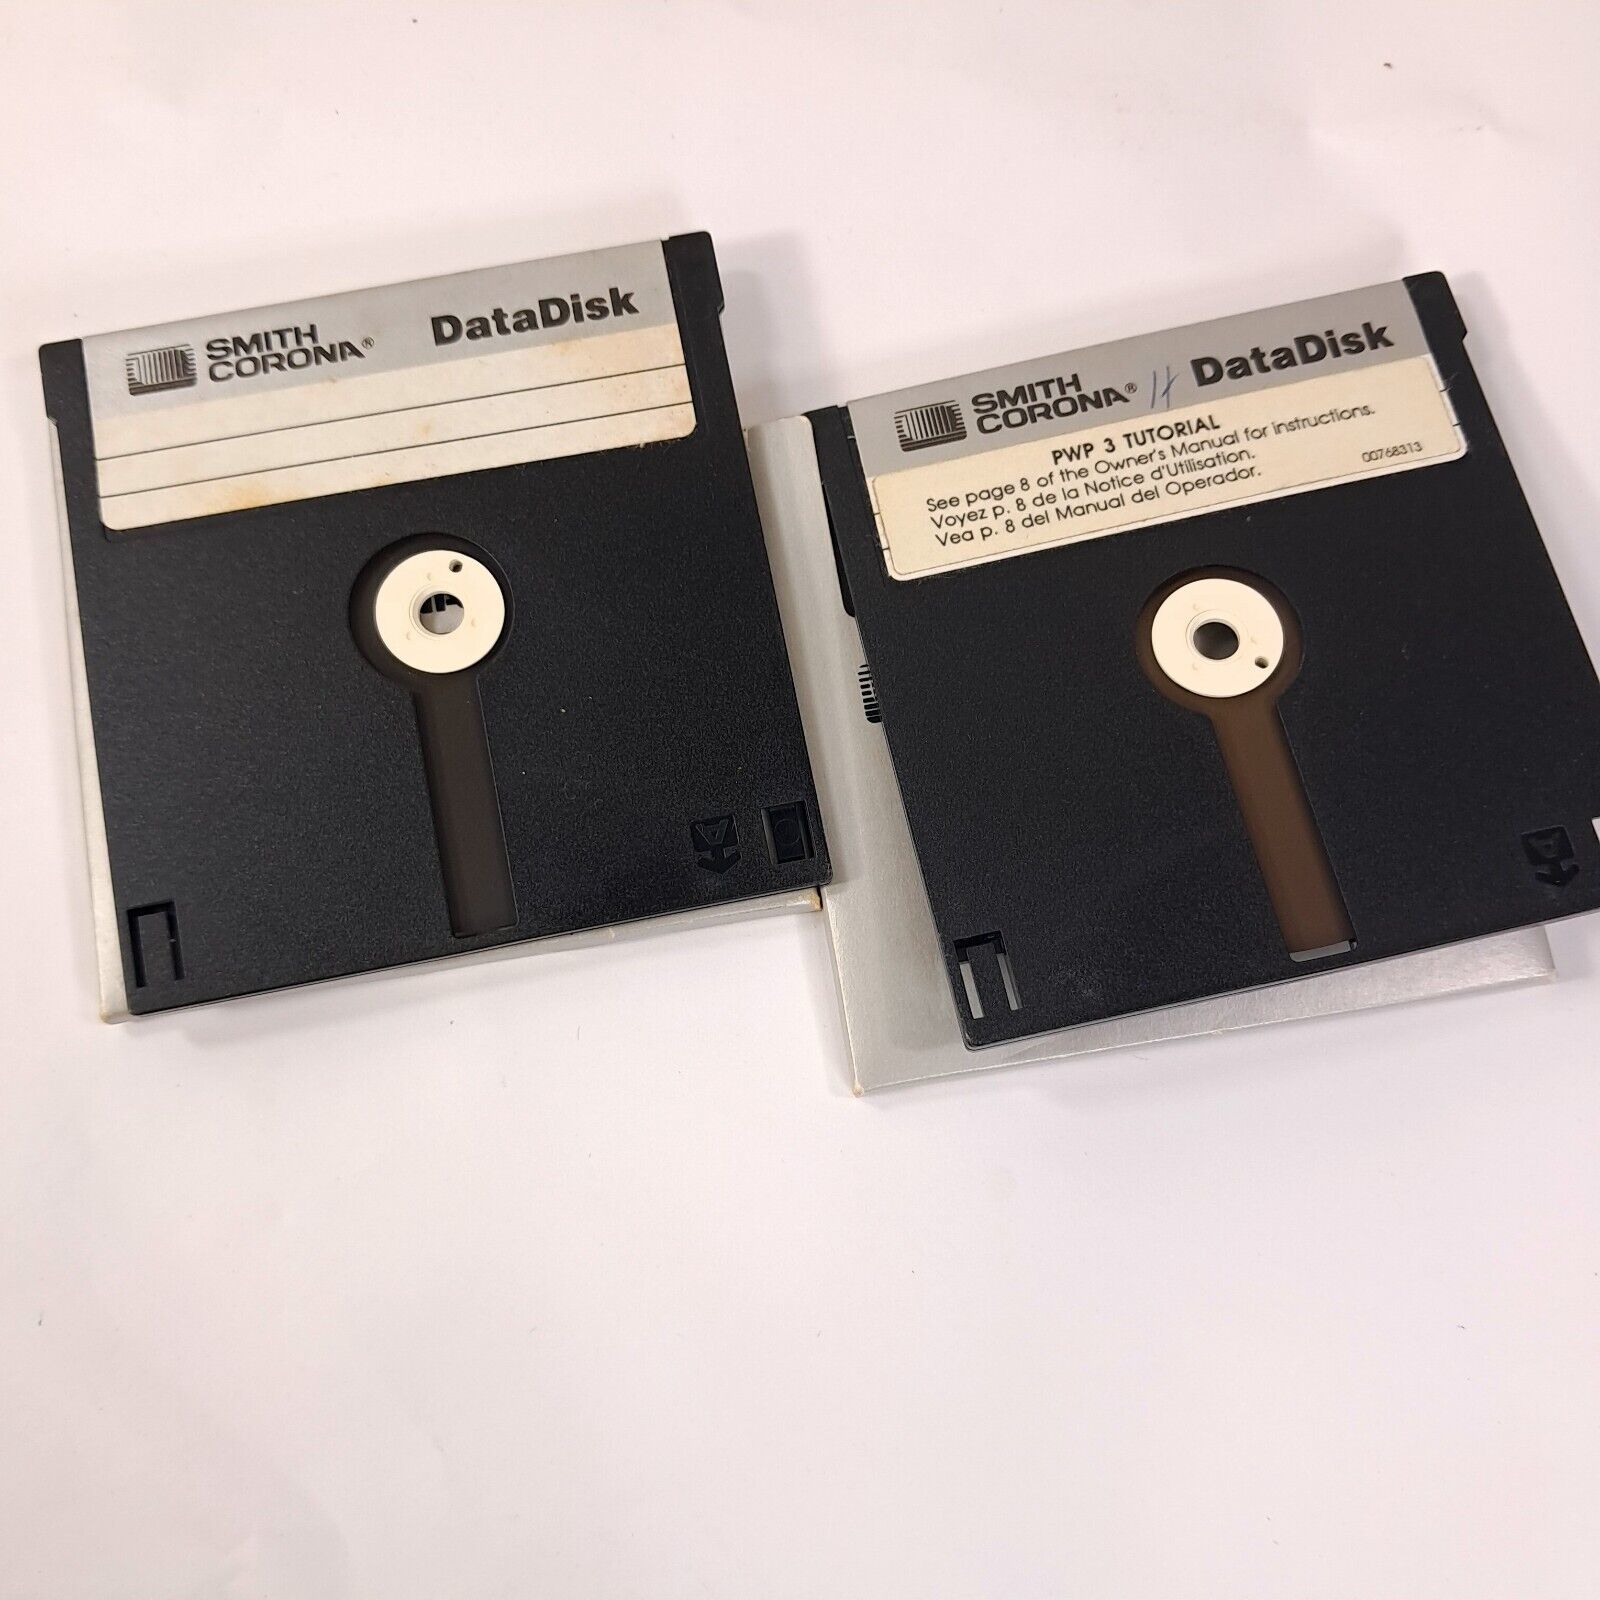 SMITH
CORONA®
DataDisk
A
SMITH
CORONA®
DataDisk
PWP 3 TUTORIAL
See page 8 of the Owner's Manual for instructions.
Voyez p. 8 de la Notice d'Utilisation.
Vea p. 8 del Manual del Operador.
00768313
A